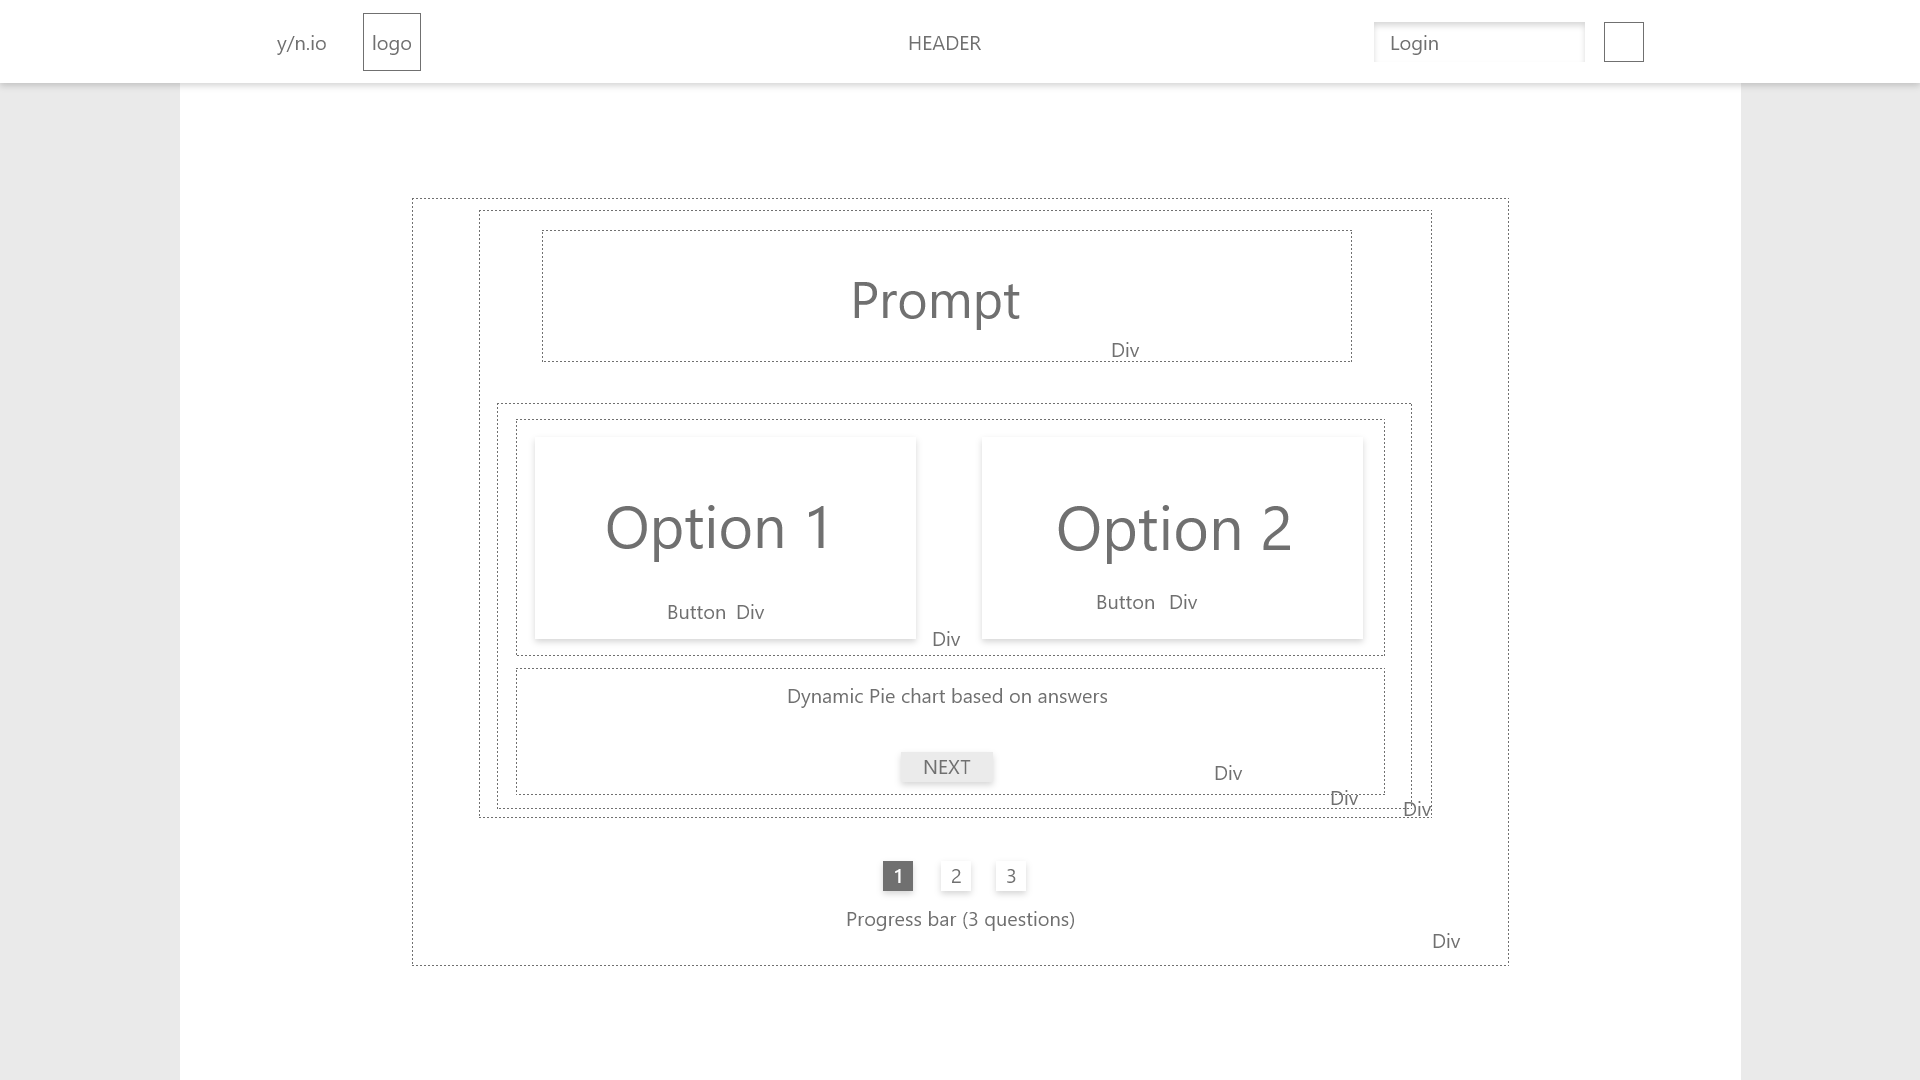 y/n.io
logo
HEADER
Login
Prompt
Div
Option 1
Option 2
Button Div
Button Div
Div
Dynamic Pie chart based on answers
NEXT
Div
Div
Div
1 2 3
Progress bar (3 questions)
Div